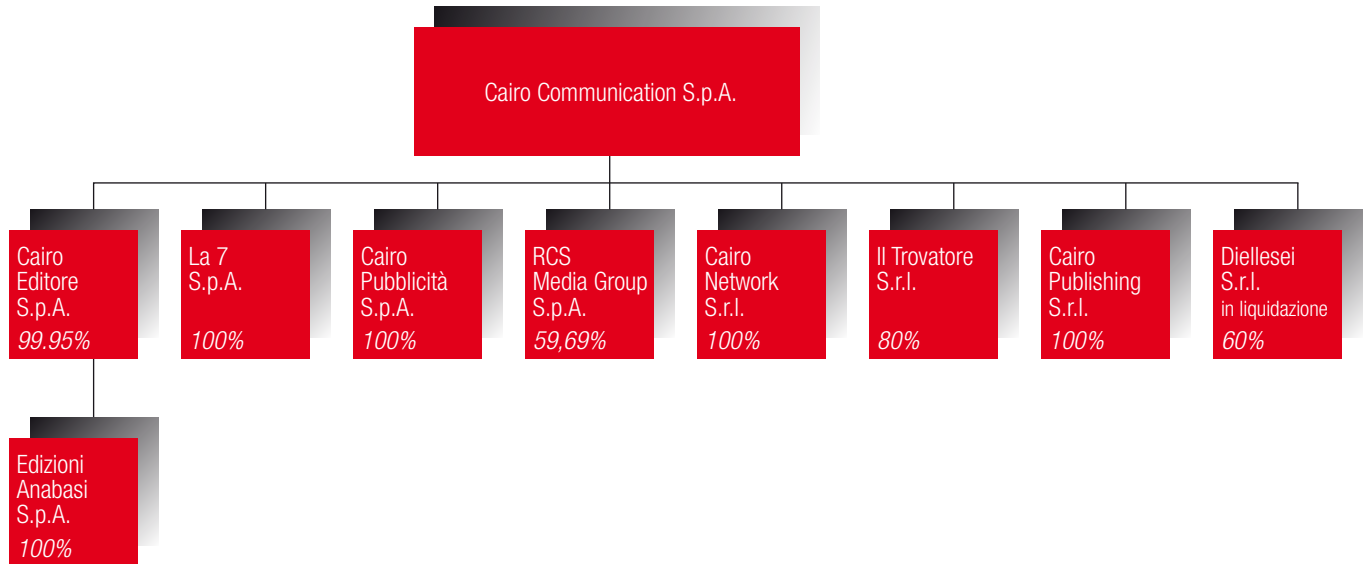 Cairo Communication S.p.A.
Cairo
Editore
S.p.A.
99.95%
La 7
S.p.A.
100%
Cairo
Pubblicità
S.p.A.
100%
RCS
Media Group
S.p.A.
59,69%
Cairo
Network
S.r.l.
100%
Il Trovatore
S.r.l.
80%
Cairo
Publishing
S.r.l.
100%
Diellesei
S.r.l.
in liquidazione
60%
Edizioni
Anabasi
S.p.A.
100%